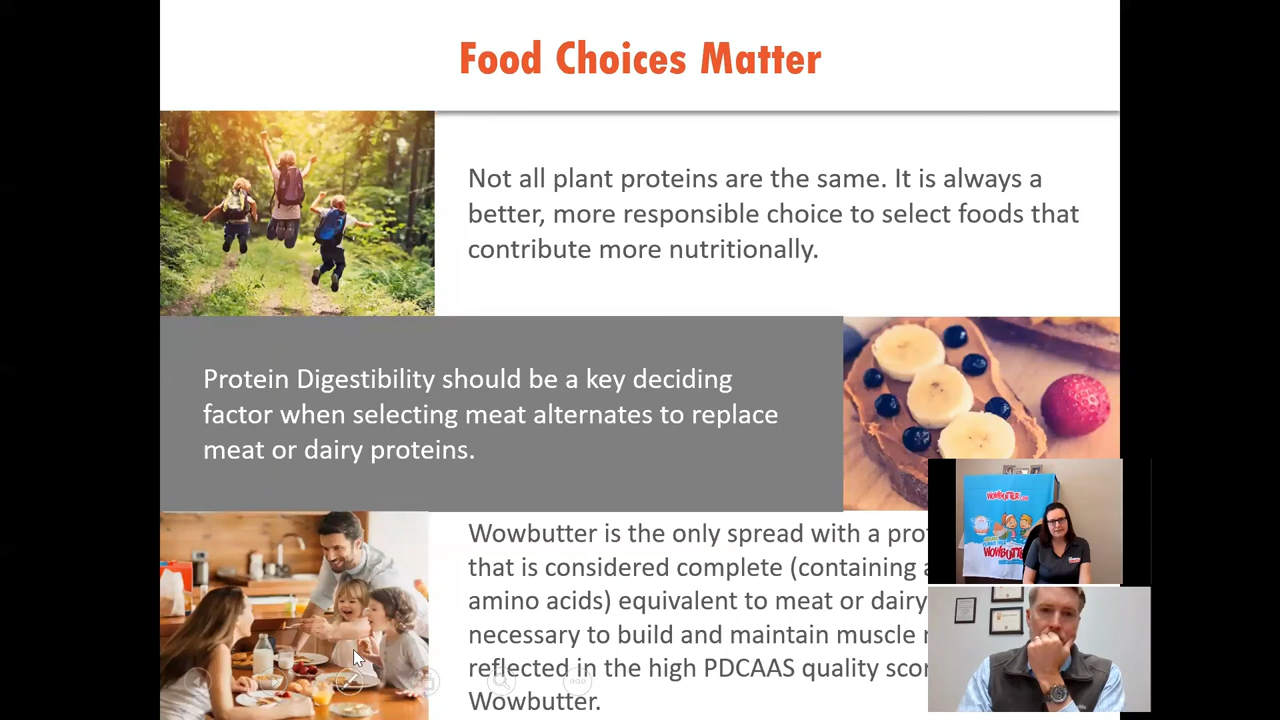 Food Choices Matter
Not all plant proteins are the same. It is always a
better, more responsible choice to select foods that
contribute more nutritionally.
Protein Digestibility should be a key deciding
factor when selecting meat alternates to replace
meat or dairy proteins.
Wowbutter is the only spread with a
that is considered complete (containing
amino acids) equivalent to meat or dairy
necessary to build and maintain muscle
reflected in the high PDCAAS quality
Wowbutter.
WOWBUTTER
WOWBUTTER